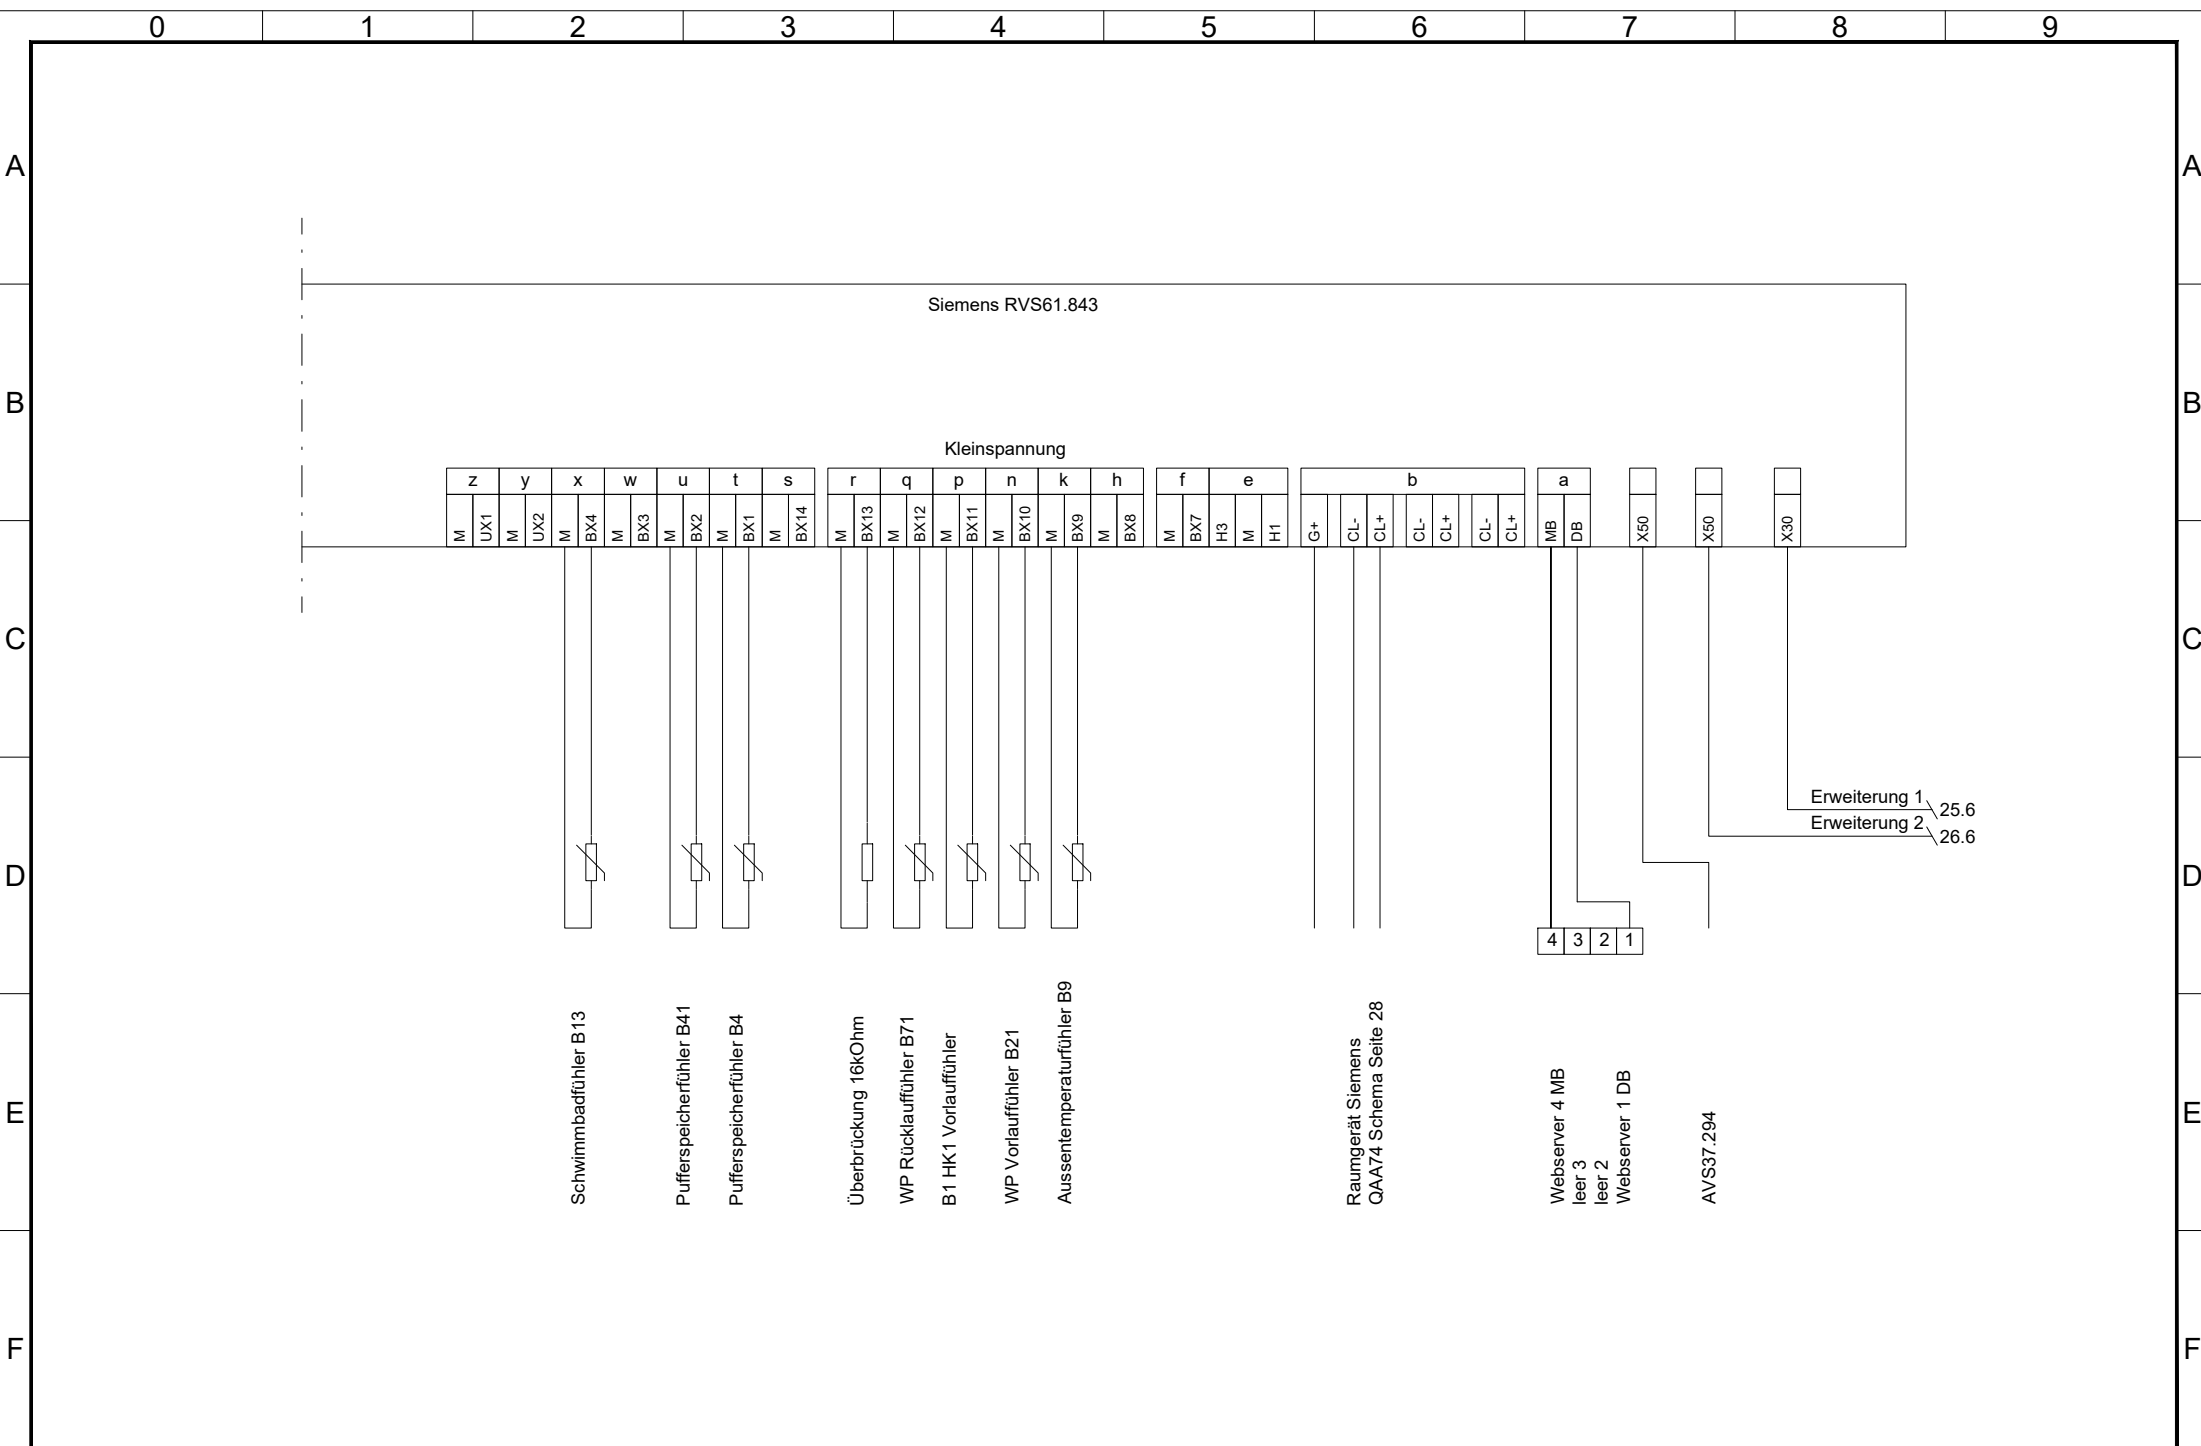 0 1 2 3 4 5 6 7 8 9
A A
Siemens RVS61.843
B B
Kleinspannung
z y x w u t s r q p n k h f e b a
M UX1 M UX2 M BX4 M BX3 M BX2 M BX1 M BX14 M BX13 M BX12 M BX11 M BX10 M BX9 M BX8 M BX7 H3 M H1 G+ CL- CL+ CL- CL+ CL- CL+ MB DB X50 X50 X30
C C
Erweiterung 1 25.6
Erweiterung 2 26.6
D D
4 3 2 1
Schwimmbadfühler B13
Pufferspeicherfühler B41
Pufferspeicherfühler B4
Überbrückung 16kOhm
WP Rücklauffühler B71
B1 HK1 Vorlauffühler
WP Vorlauffühler B21
Aussentemperaturfühler B9
Raumgerät Siemens
QAA74 Schema Seite 28
Webserver 4 MB
leer 3
leer 2
Webserver 1 DB
AVS37.294
E E
F F